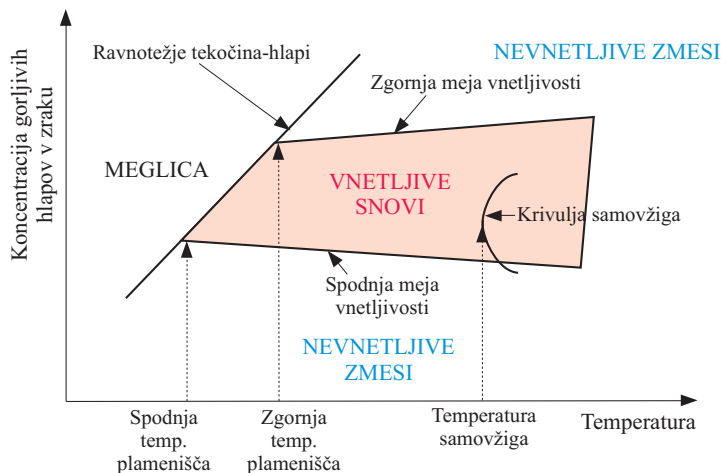 Koncentracija gorljivih
hlapov v zraku
Ravnotežje tekočina-hlapi
NEVNETLJIVE ZMESI
Zgornja meja vnetljivosti
MEGLICA
VNETLJIVE
SNOVI
Krivulja samovžiga
Spodnja meja
vnetljivosti
NEVNETLJIVE
ZMESI
Spodnja
temp.
plamenišča
Zgornja
temp.
plamenišča
Temperatura
samovžiga
Temperatura